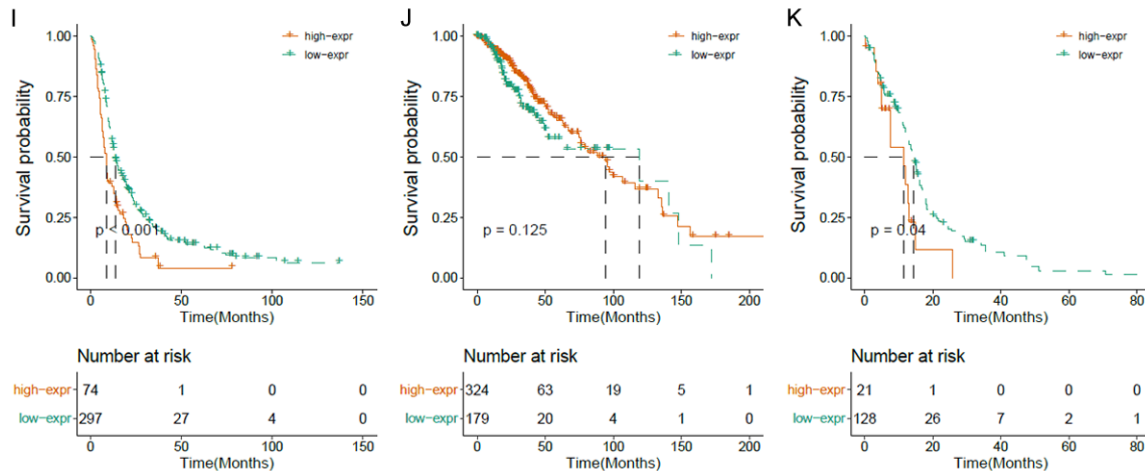 I
1.00
0.75
0.50
0.25
0.00
Survival probability
high-expr
low-expr
p < 0.001
0 50 100 150
Time(Months)
Number at risk
high-expr 74 1 0 0
low-expr 297 27 4 0
0 50 100 150
Time(Months)
J
1.00
0.75
0.50
0.25
0.00
Survival probability
high-expr
low-expr
p = 0.125
0 50 100 150 200
Time(Months)
Number at risk
high-expr 324 63 19 5 1
low-expr 179 20 4 1 0
0 50 100 150 200
Time(Months)
K
1.00
0.75
0.50
0.25
0.00
Survival probability
high-expr
low-expr
p = 0.04
0 20 40 60 80
Time(Months)
Number at risk
high-expr 21 1 0 0 0
low-expr 128 26 7 2 1
0 20 40 60 80
Time(Months)